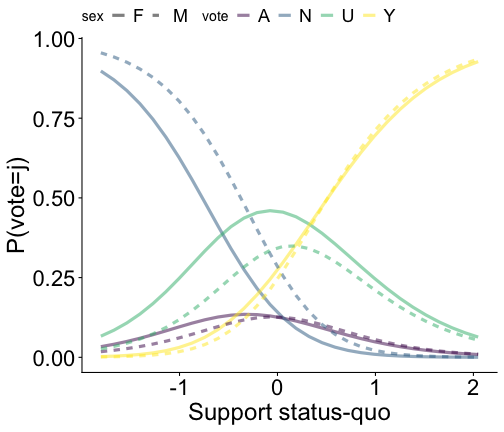 sex F M vote A N U Y
1.00
0.75
0.50
0.25
0.00
P(vote=j)
-1 0 1 2
Support status-quo